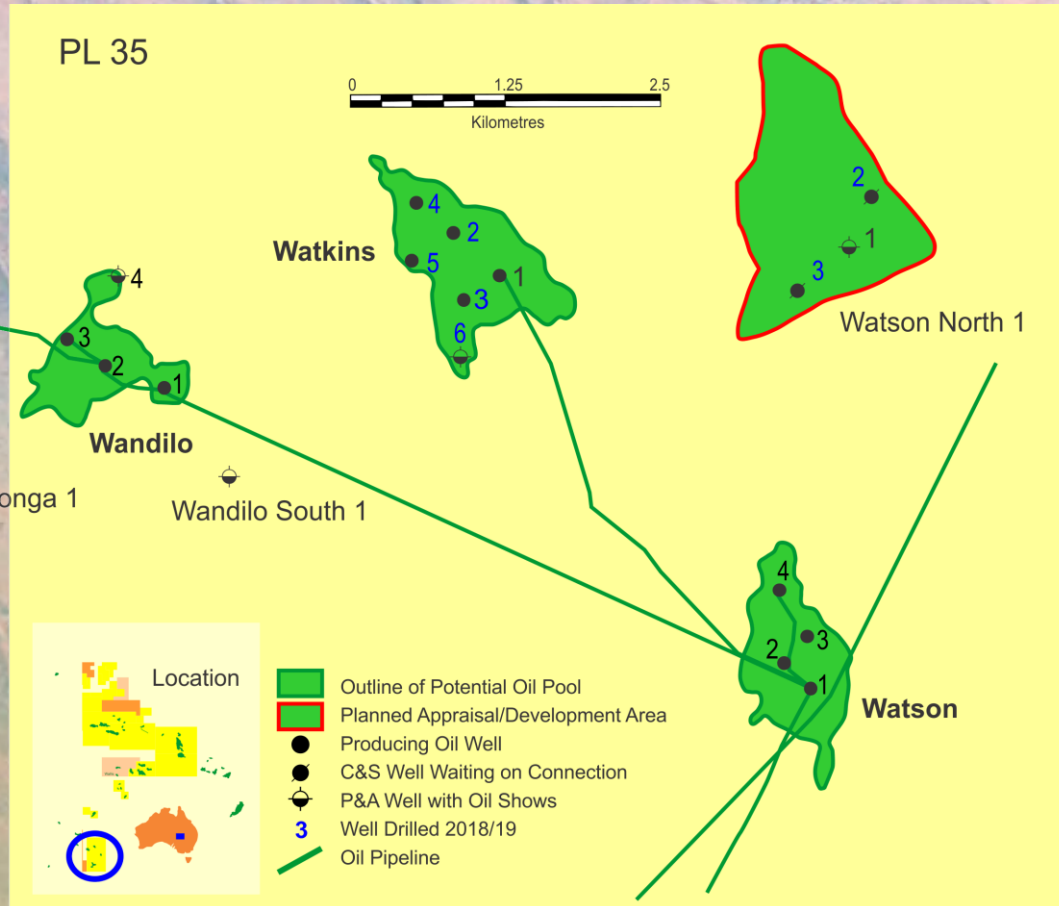 PL 35
0 1.25 2.5
Kilometres
2
1
3
Watson North 1
4
2
Watkins
5
1
3
6
4
3
2
1
Wandilo
onga 1
Wandilo South 1
4
3
2
1
Watson
Location
Outline of Potential Oil Pool
Planned Appraisal/Development Area
Producing Oil Well
C&S Well Waiting on Connection
P&A Well with Oil Shows
3 Well Drilled 2018/19
Oil Pipeline